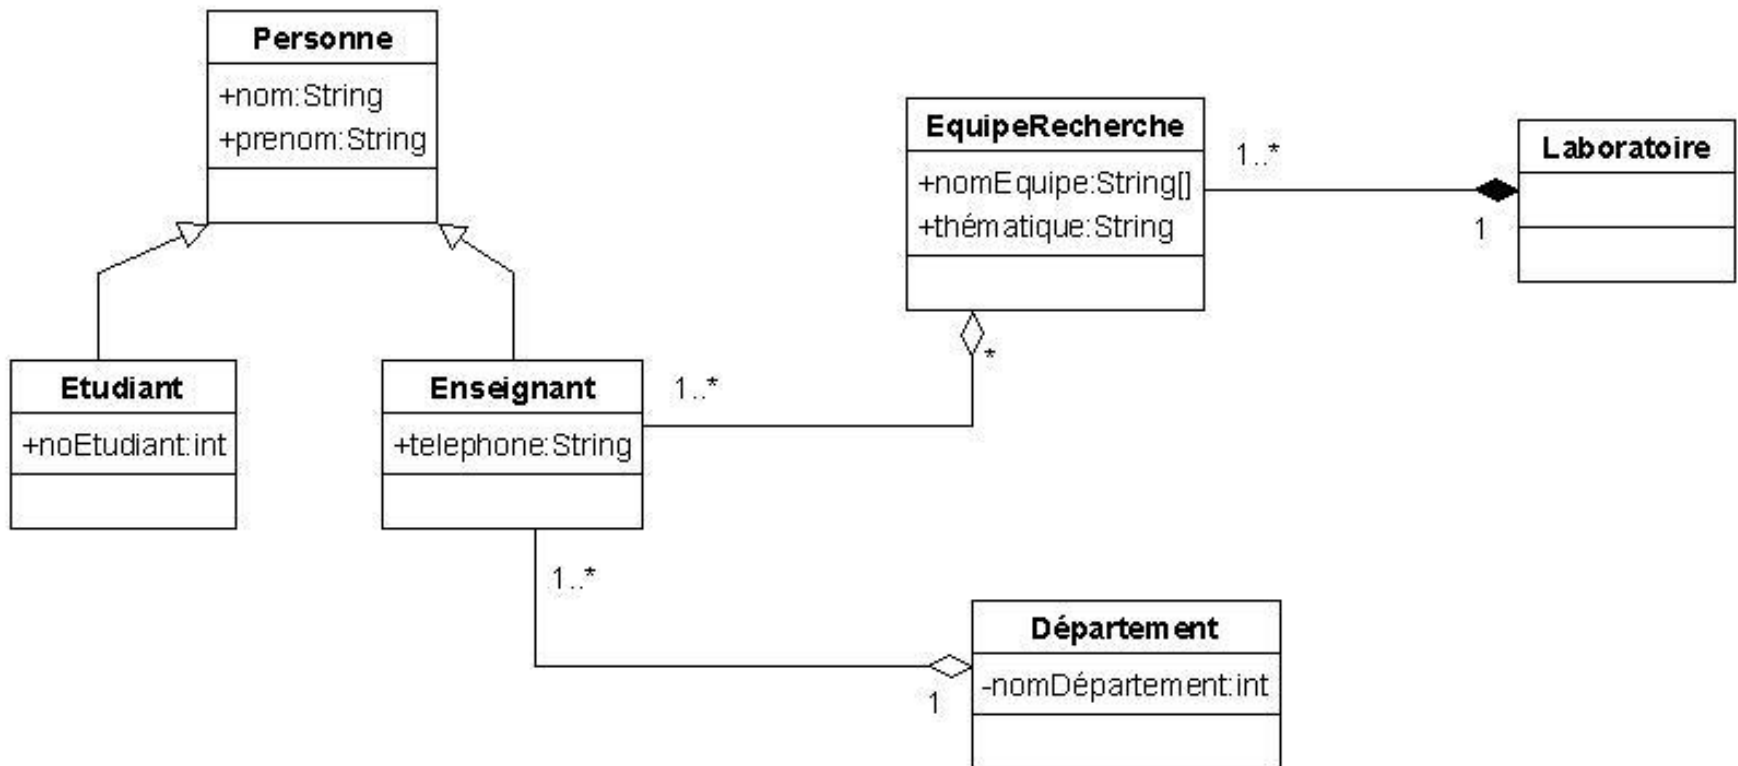 Personne
+nom:String
+prenom:String
EquipeRecherche
+nomEquipe:String[]
+thématique:String
1..*
1
Laboratoire
Etudiant
+noEtudiant:int
Enseignant
+telephone:String
1..*
*
1..*
1
Département
-nomDépartement:int